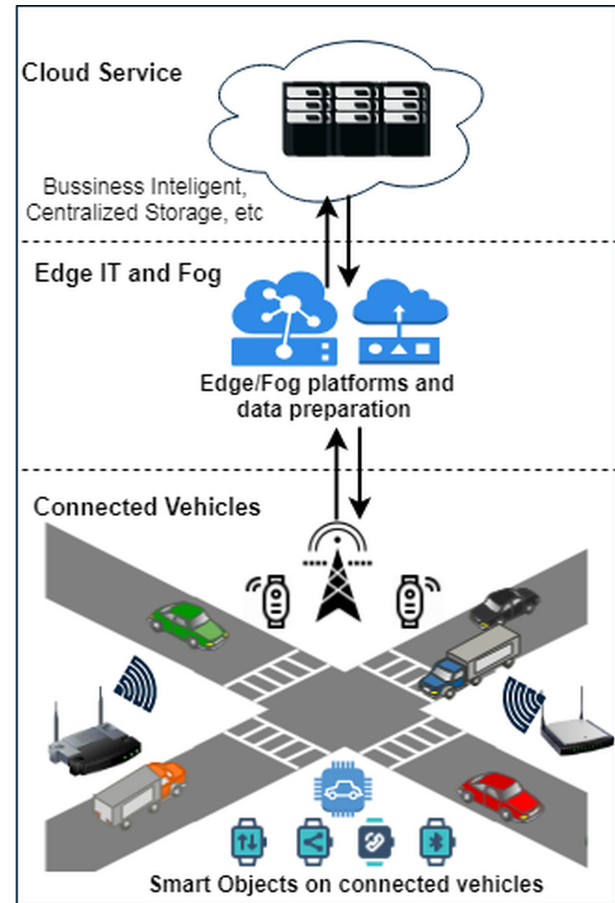 Cloud Service
Bussiness Inteligent,
Centralized Storage, etc
Edge IT and Fog
Edge/Fog platforms and
data preparation
Connected Vehicles
Smart Objects on connected vehicles